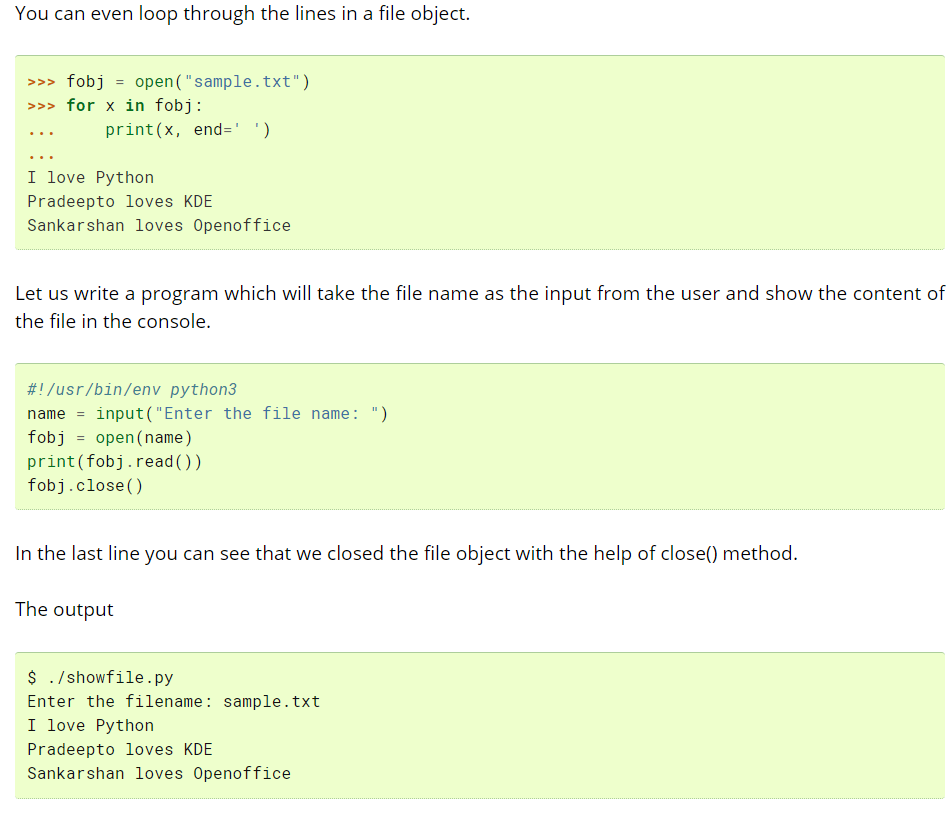 You can even loop through the lines in a file object.
>>> fobj = open("sample.txt")
>>> for x in fobj:
...     print(x, end=' ')
...
I love Python
Pradeepto loves KDE
Sankarshan loves Openoffice
Let us write a program which will take the file name as the input from the user and show the content of
the file in the console.
#!/usr/bin/env python3
name = input("Enter the file name: ")
fobj = open(name)
print(fobj.read())
fobj.close()
In the last line you can see that we closed the file object with the help of close() method.
The output
$ ./showfile.py
Enter the filename: sample.txt
I love Python
Pradeepto loves KDE
Sankarshan loves Openoffice